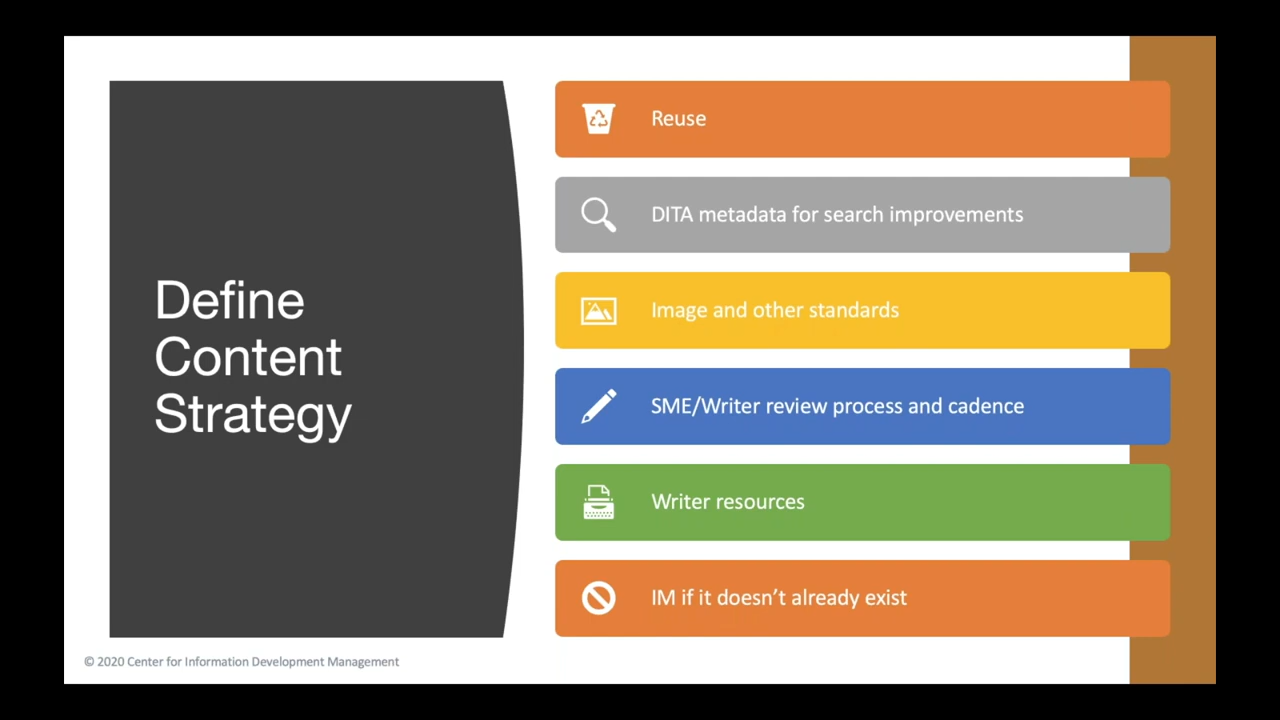 Define
Content
Strategy
Reuse
DITA metadata for search improvements
Image and other standards
SME/Writer review process and cadence
Writer resources
IM if it doesn’t already exist
© 2020 Center for Information Development Management